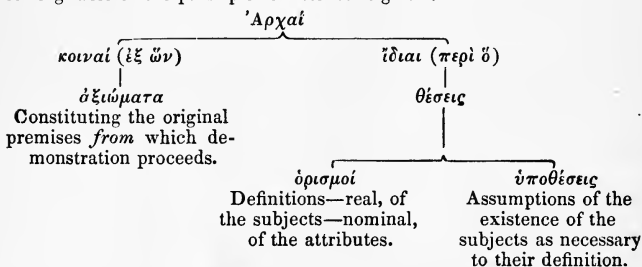 Ἀρχαί
κοιναί (ἐξ ὧν)
ἀξιώματα
Constituting the original
premises from which de-
monstration proceeds.
ἴδιαι (περὶ ὅ)
θέσεις
ὁρισμοί
Definitions—real, of
the subjects—nominal,
of the attributes.
ὑποθέσεις
Assumptions of the
existence of the
subjects as necessary
to their definition.